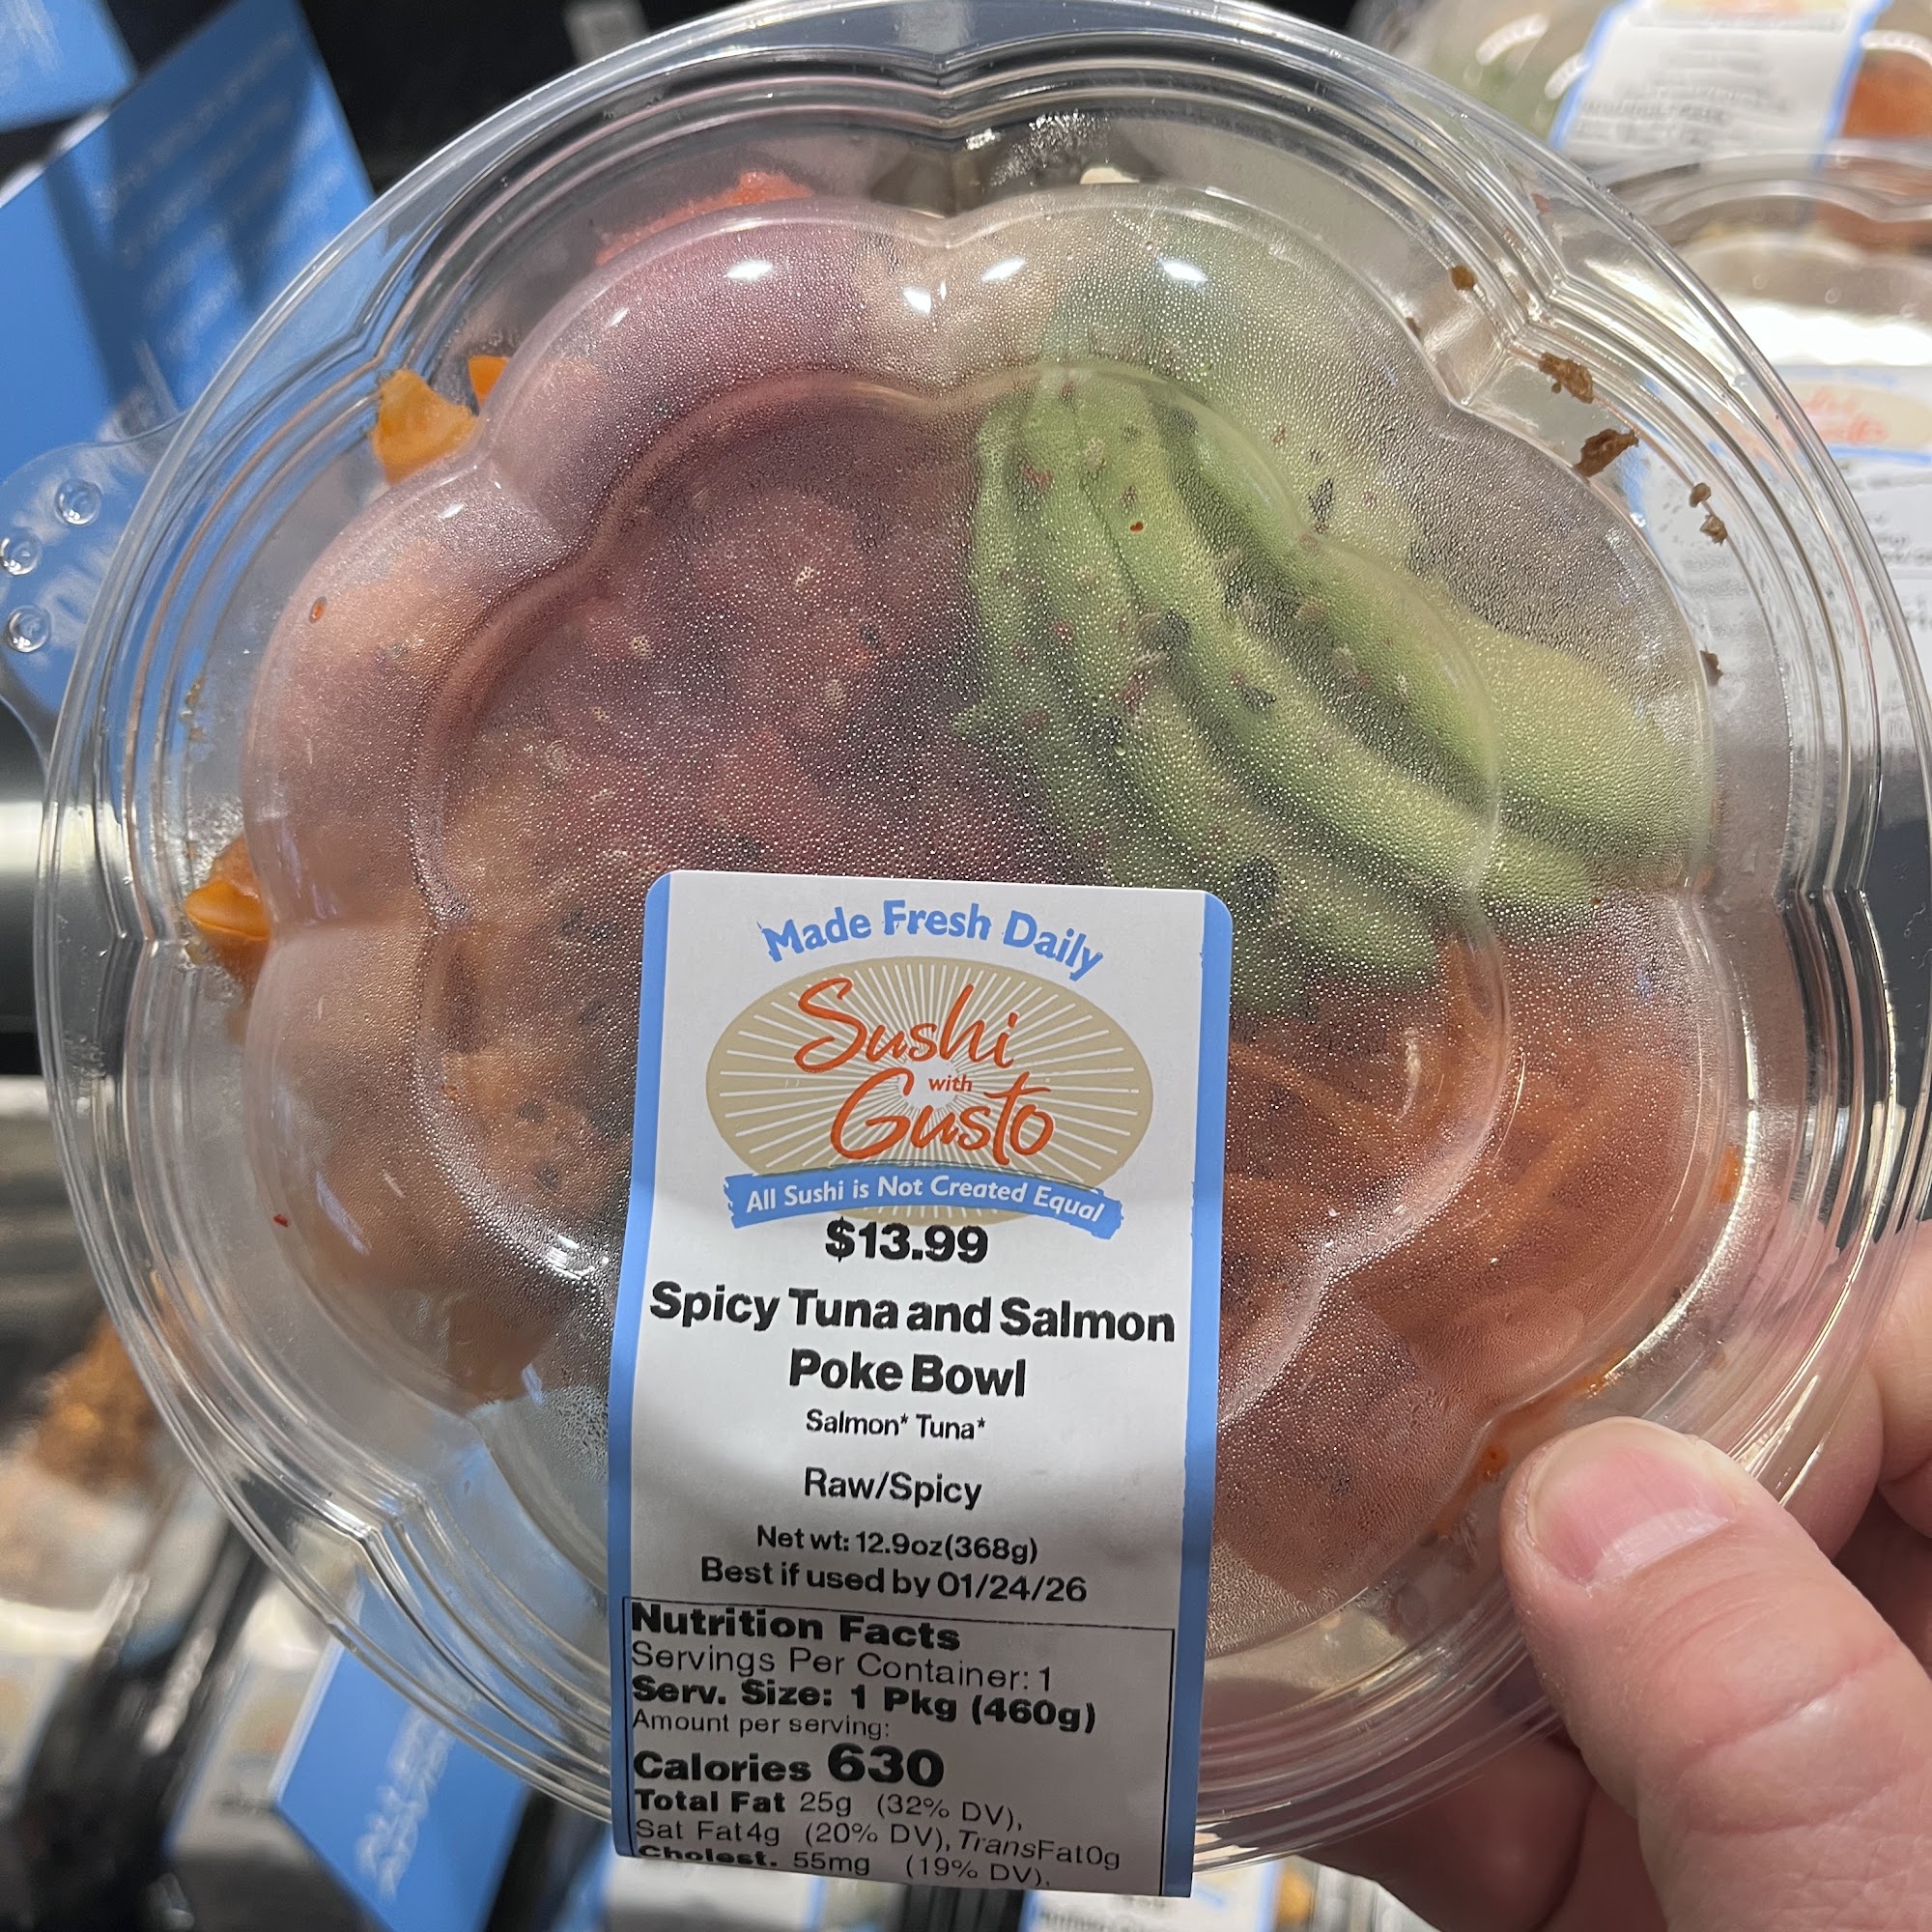 Made Fresh Daily
Sushi
with
Gusto
All Sushi is Not Created Equal
$13.99
Spicy Tuna and Salmon
Poke Bowl
Salmon* Tuna*
Raw/Spicy
Net wt: 12.9oz(368g)
Best if used by 01/24/26
Nutrition Facts
Servings Per Container: 1
Serv. Size: 1 Pkg (460g)
Amount per serving:
Calories 630
Total Fat 25g (32% DV),
Sat Fat4g (20% DV), TransFat0g
Cholest. 55mg (19% DV),